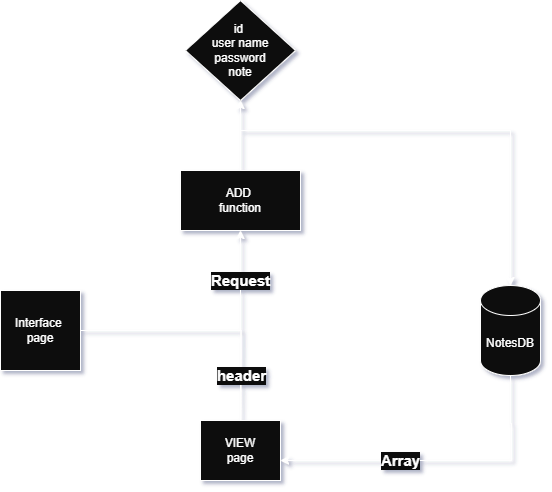 id
user name
password
note
ADD
function
Request
Interface
page
NotesDB
header
VIEW
page
Array